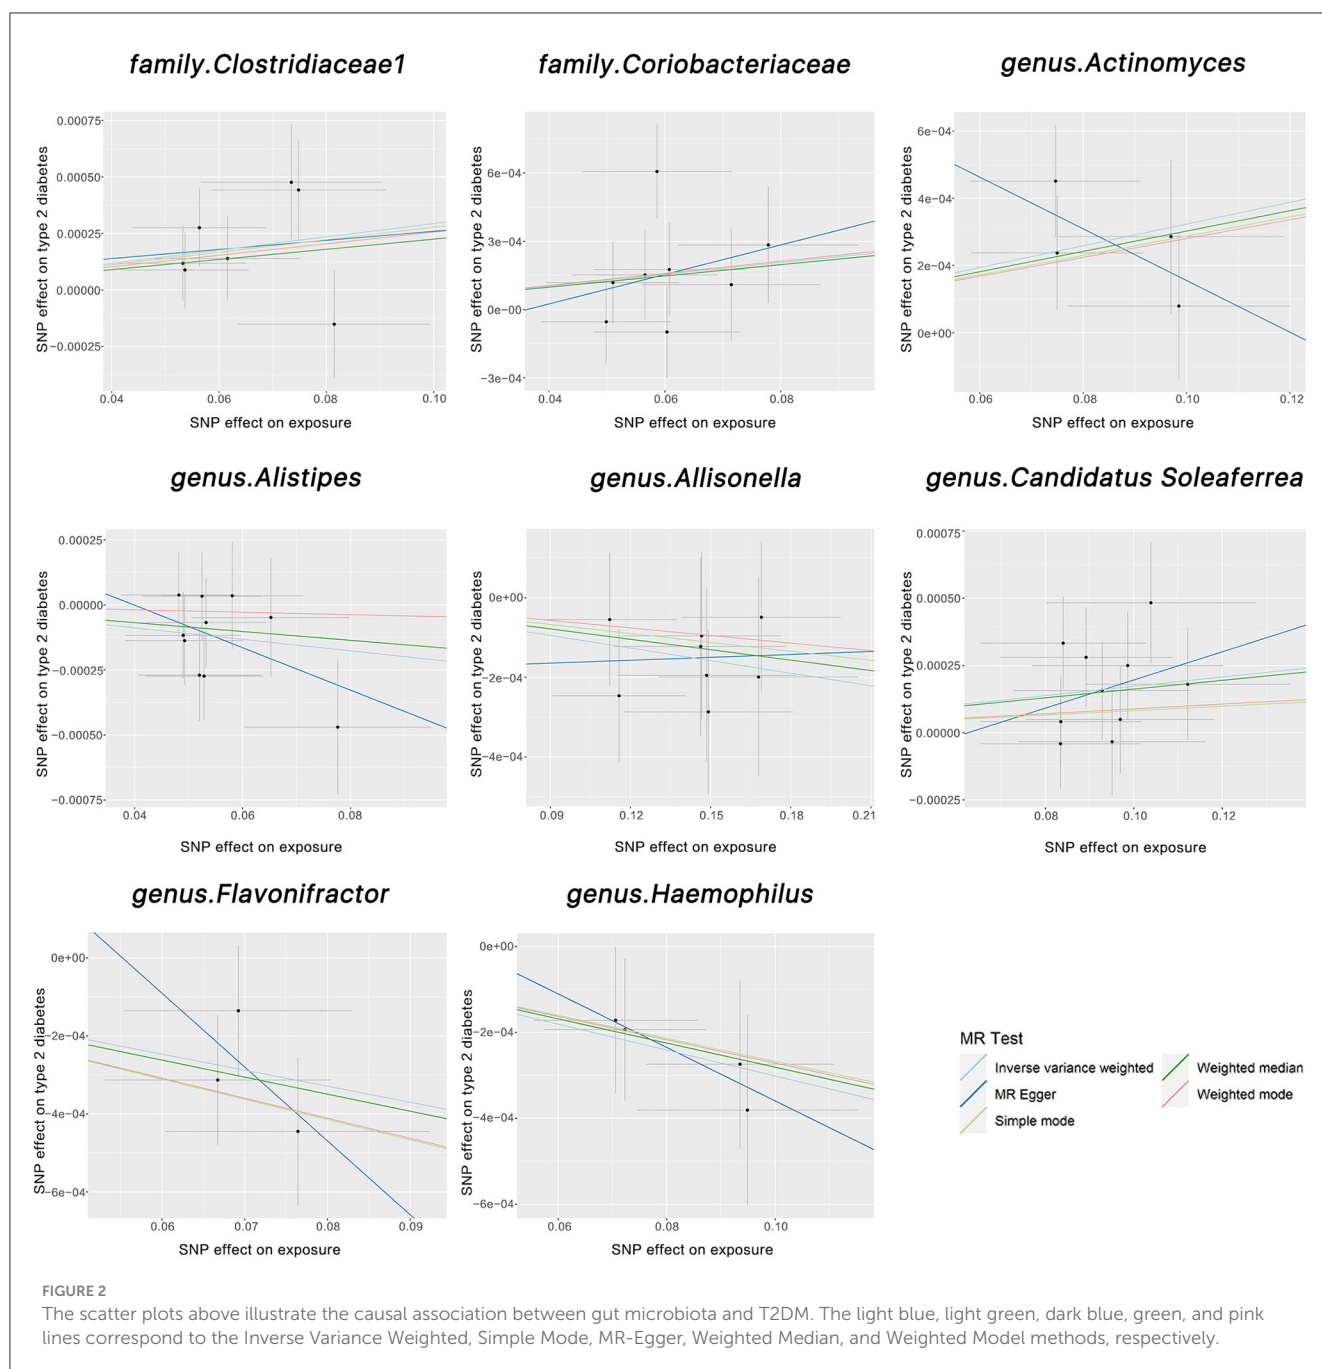 family.Clostridiaceae1
family.Coriobacteriaceae
genus.Actinomyces
SNP effect on type 2 diabetes
0.00075
0.00050
0.00025
0.00000
−0.00025
0.04
0.06
0.08
0.10
SNP effect on exposure
SNP effect on type 2 diabetes
6e−04
3e−04
0e+00
−3e−04
0.04
0.06
0.08
SNP effect on exposure
SNP effect on type 2 diabetes
6e−04
4e−04
2e−04
0e+00
0.06
0.08
0.10
0.12
SNP effect on exposure
genus.Alistipes
genus.Allisonella
genus.Candidatus Soleaferrea
SNP effect on type 2 diabetes
0.00025
0.00000
−0.00025
−0.00050
−0.00075
0.04
0.06
0.08
SNP effect on exposure
SNP effect on type 2 diabetes
0e+00
−2e−04
−4e−04
0.09
0.12
0.15
0.18
0.21
SNP effect on exposure
SNP effect on type 2 diabetes
0.00075
0.00050
0.00025
0.00000
−0.00025
0.08
0.10
0.12
SNP effect on exposure
genus.Flavonifractor
genus.Haemophilus
SNP effect on type 2 diabetes
0e+00
−2e−04
−4e−04
−6e−04
0.06
0.07
0.08
0.09
SNP effect on exposure
SNP effect on type 2 diabetes
0e+00
−2e−04
−4e−04
−6e−04
0.06
0.08
0.10
SNP effect on exposure
MR Test
Inverse variance weighted
Weighted median
MR Egger
Weighted mode
Simple mode
FIGURE 2
The scatter plots above illustrate the causal association between gut microbiota and T2DM. The light blue, light green, dark blue, green, and pink
lines correspond to the Inverse Variance Weighted, Simple Mode, MR-Egger, Weighted Median, and Weighted Model methods, respectively.